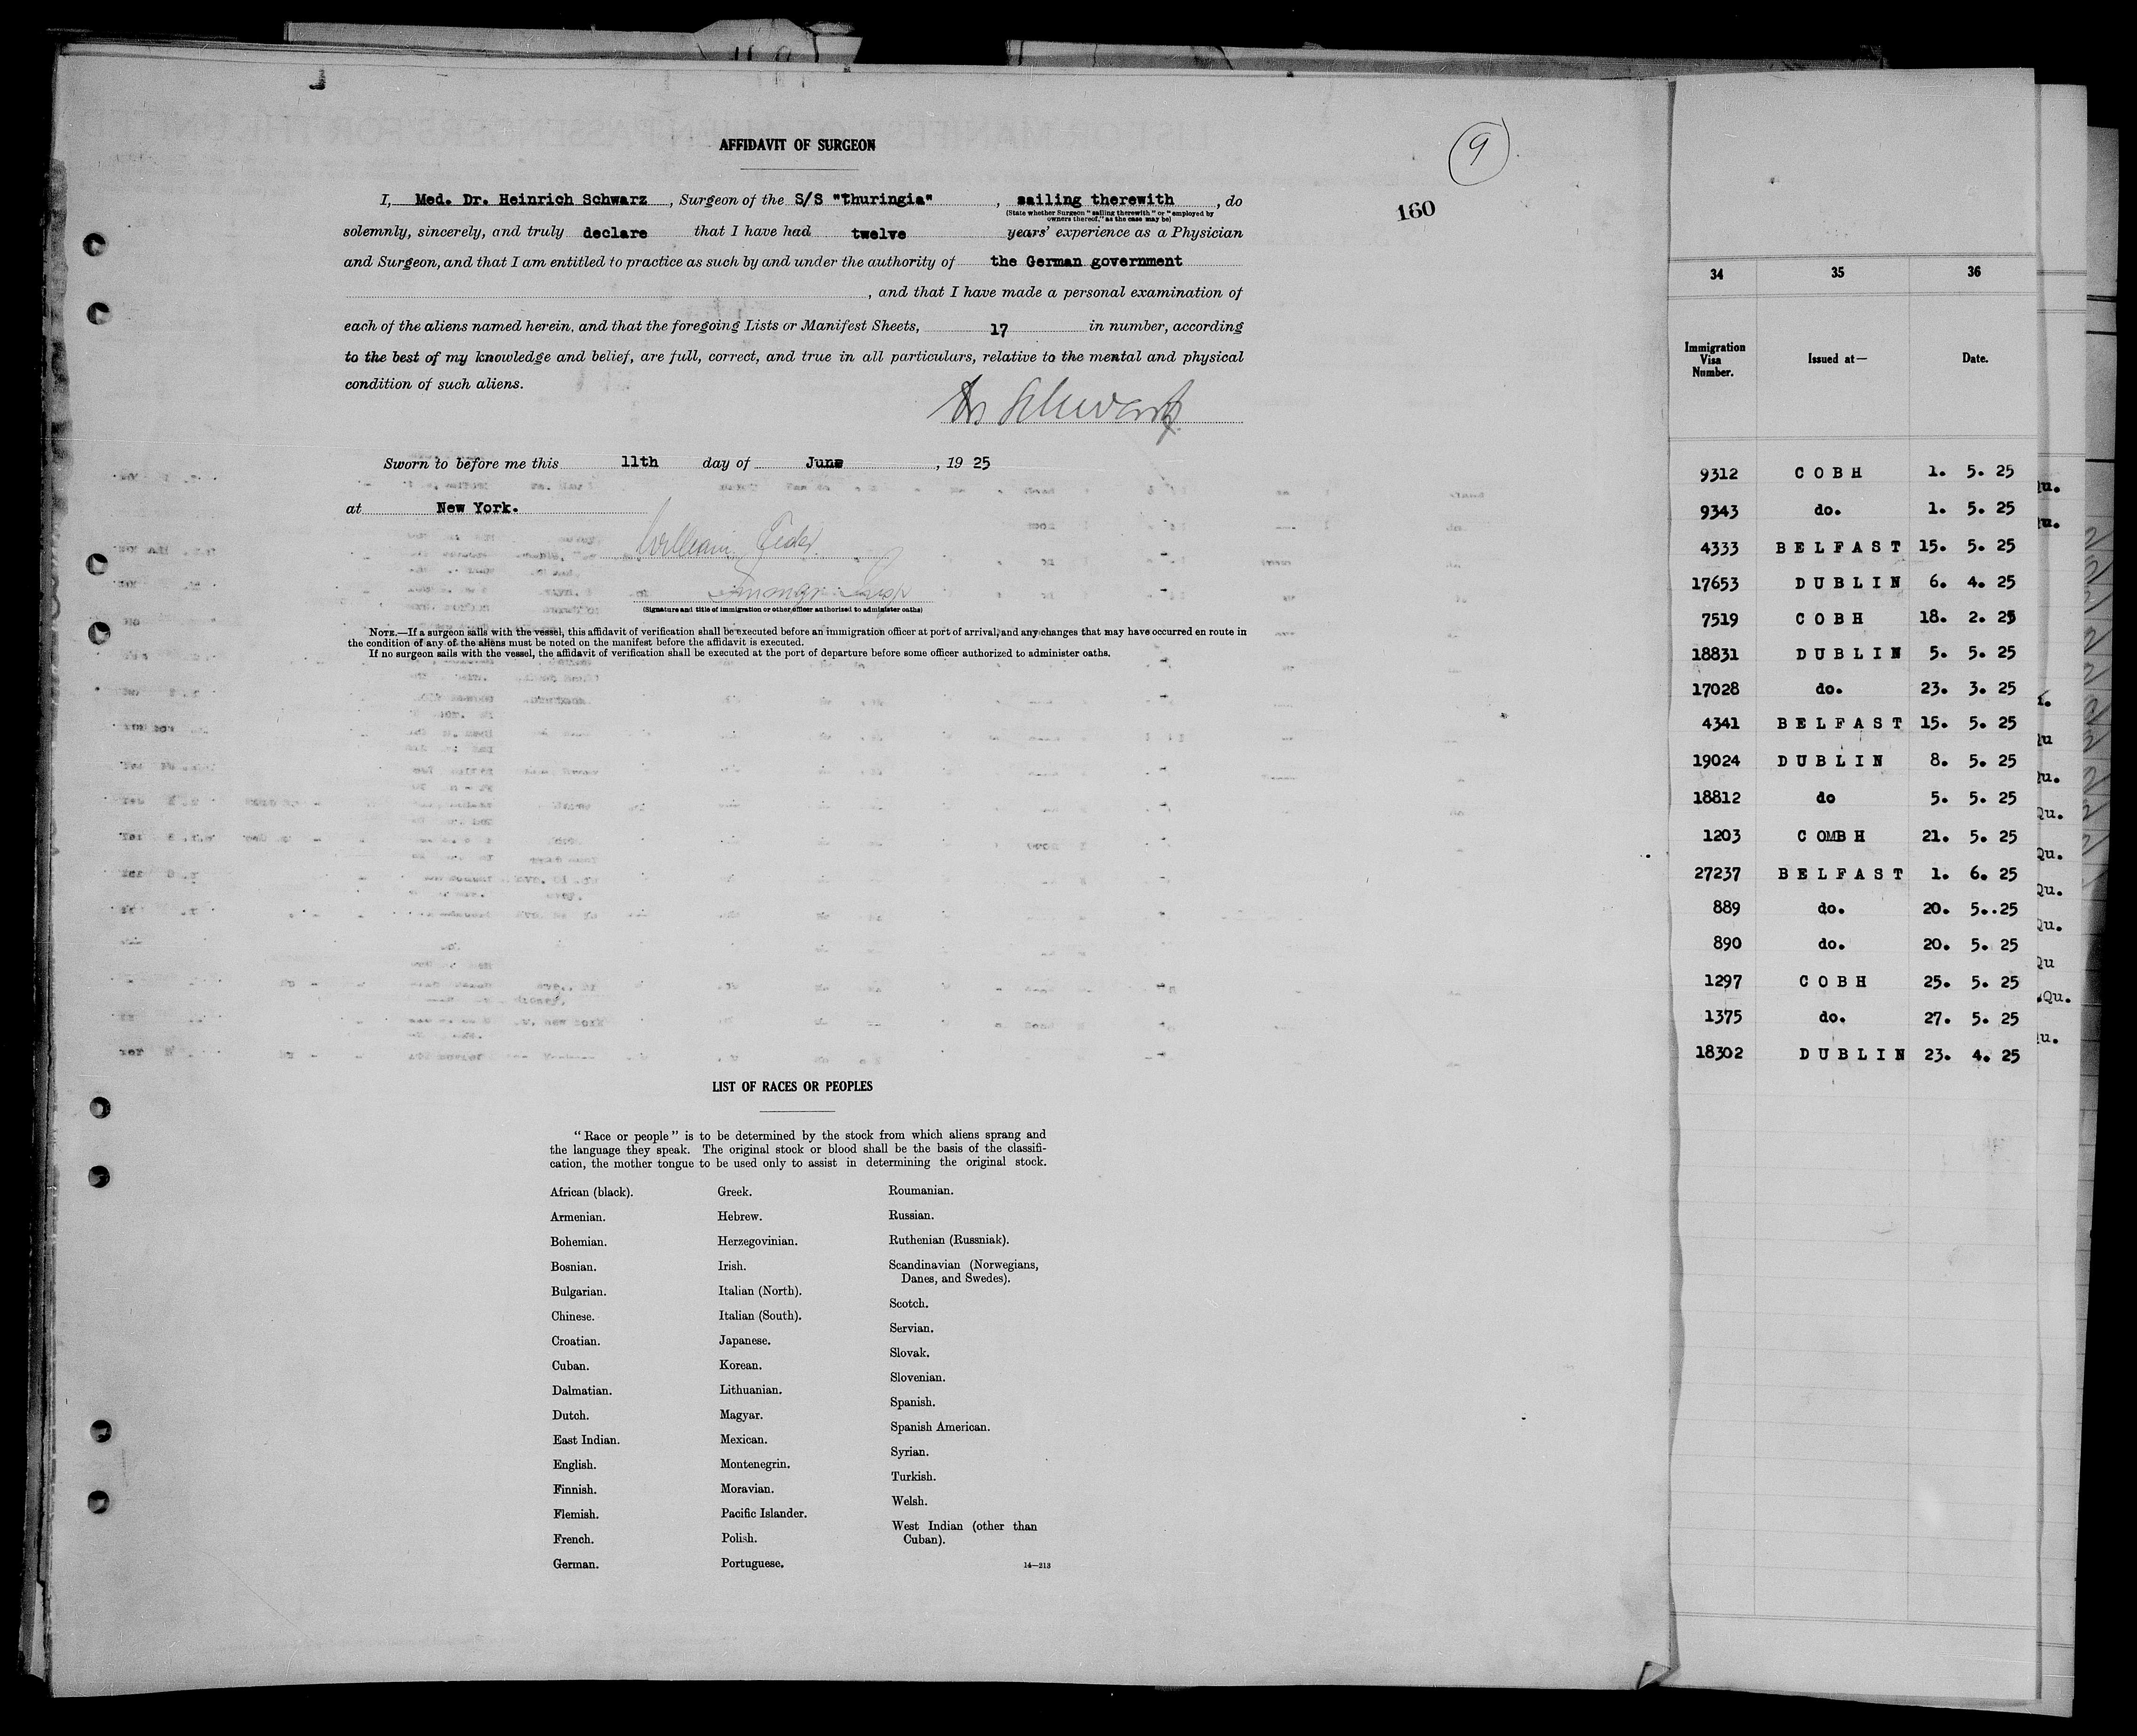 AFFIDAVIT OF SURGEON
9
160
I, Med. Dr. Heinrich Schwarz, Surgeon of the S/S "Thuringia", sailing therewith, do
(State whether Surgeon "sailing therewith" or "employed by
owners thereof," as the case may be)
solemnly, sincerely, and truly declare that I have had twelve years' experience as a Physician
and Surgeon, and that I am entitled to practice as such by and under the authority of the German government
, and that I have made a personal examination of
each of the aliens named herein, and that the foregoing Lists or Manifest Sheets, 17 in number, according
to the best of my knowledge and belief, are full, correct, and true in all particulars, relative to the mental and physical
condition of such aliens.
Dr Schwarz
Sworn to before me this 11th day of June, 1925
at New York.
William
(Signature and title of immigration or other officer authorized to administer oaths)
NOTE.—If a surgeon sails with the vessel, this affidavit of verification shall be executed before an immigration officer at port of arrival, and any changes that may have occurred en route in
the condition of any of the aliens must be noted on the manifest before the affidavit is executed.
If no surgeon sails with the vessel, the affidavit of verification shall be executed at the port of departure before some officer authorized to administer oaths.
LIST OF RACES OR PEOPLES
"Race or people" is to be determined by the stock from which aliens sprang and
the language they speak. The original stock or blood shall be the basis of the classifi-
cation, the mother tongue to be used only to assist in determining the original stock.
African (black).
Armenian.
Bohemian.
Bosnian.
Bulgarian.
Chinese.
Croatian.
Cuban.
Dalmatian.
Dutch.
East Indian.
English.
Finnish.
Flemish.
French.
German.
Greek.
Hebrew.
Herzegovinian.
Irish.
Italian (North).
Italian (South).
Japanese.
Korean.
Lithuanian.
Magyar.
Mexican.
Montenegrin.
Moravian.
Pacific Islander.
Polish.
Portuguese.
Roumanian.
Russian.
Ruthenian (Russniak).
Scandinavian (Norwegians,
Danes, and Swedes).
Scotch.
Servian.
Slovak.
Slovenian.
Spanish.
Spanish American.
Syrian.
Turkish.
Welsh.
West Indian (other than
Cuban).
14—213
34 35 36
Immigration
Visa
Number.
Issued at—
Date.
9312 COBH 1. 5. 25
9343 do. 1. 5. 25
4333 BELFAST 15. 5. 25
17653 DUBLIN 6. 4. 25
7519 COBH 18. 2. 25
18831 DUBLIN 5. 5. 25
17028 do. 23. 3. 25
4341 BELFAST 15. 5. 25
19024 DUBLIN 8. 5. 25
18812 do 5. 5. 25
1203 COMBH 21. 5. 25
27237 BELFAST 1. 6. 25
889 do. 20. 5..25
890 do. 20. 5. 25
1297 COBH 25. 5. 25
1375 do. 27. 5. 25
18302 DUBLIN 23. 4. 25
Qu.
Qu.
Qu
Qu.
Qu.
Qu.
Qu.
Qu.
Qu
.Qu.
Qu.